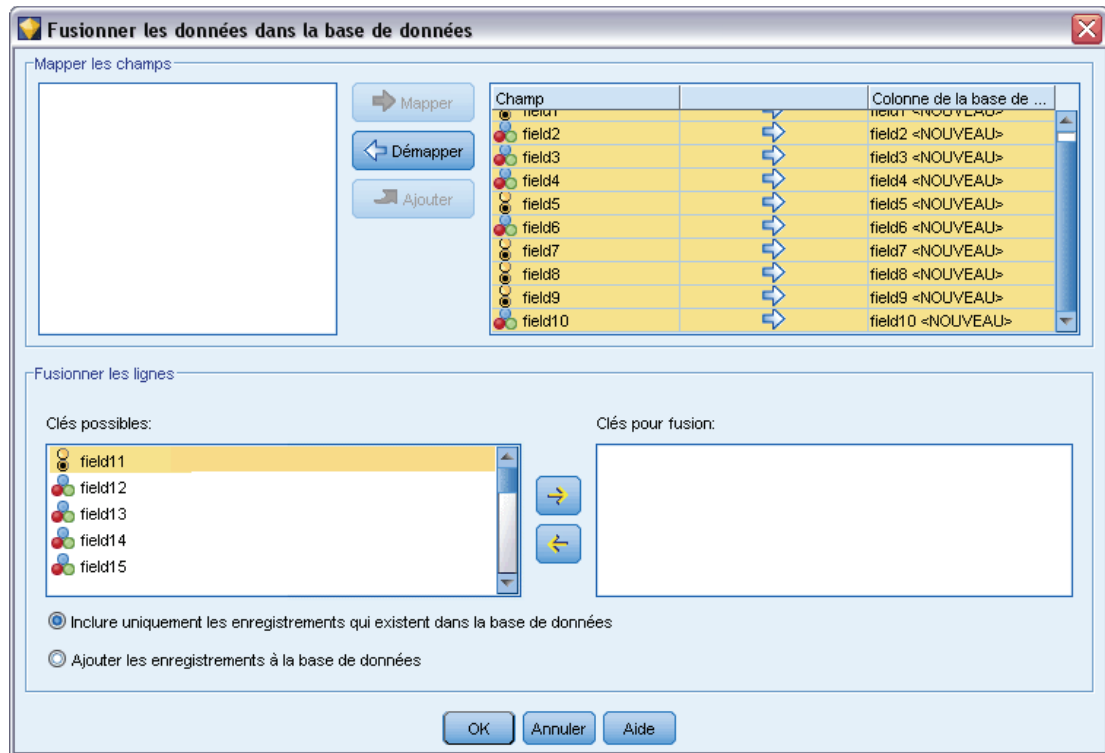 Fusionner les données dans la base de données
Mapper les champs
Mapper
Démapper
Ajouter
Champ Colonne de la base de ...
field1 field1 <NOUVEAU>
field2 field2 <NOUVEAU>
field3 field3 <NOUVEAU>
field4 field4 <NOUVEAU>
field5 field5 <NOUVEAU>
field6 field6 <NOUVEAU>
field7 field7 <NOUVEAU>
field8 field8 <NOUVEAU>
field9 field9 <NOUVEAU>
field10 field10 <NOUVEAU>
Fusionner les lignes
Clés possibles:
field11
field12
field13
field14
field15
Clés pour fusion:
Inclure uniquement les enregistrements qui existent dans la base de données
Ajouter les enregistrements à la base de données
OK Annuler Aide